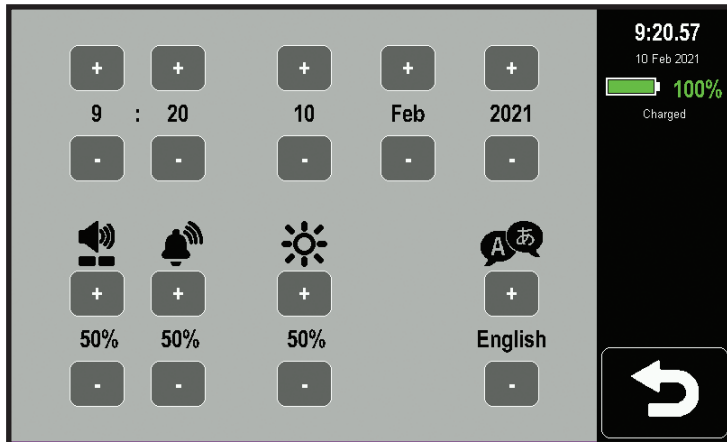 + + + + +
9 : 20 10 Feb 2021
- - - - -
A あ
+ + + +
50% 50% 50% English
- - - -
9:20.57
10 Feb 2021
100%
Charged